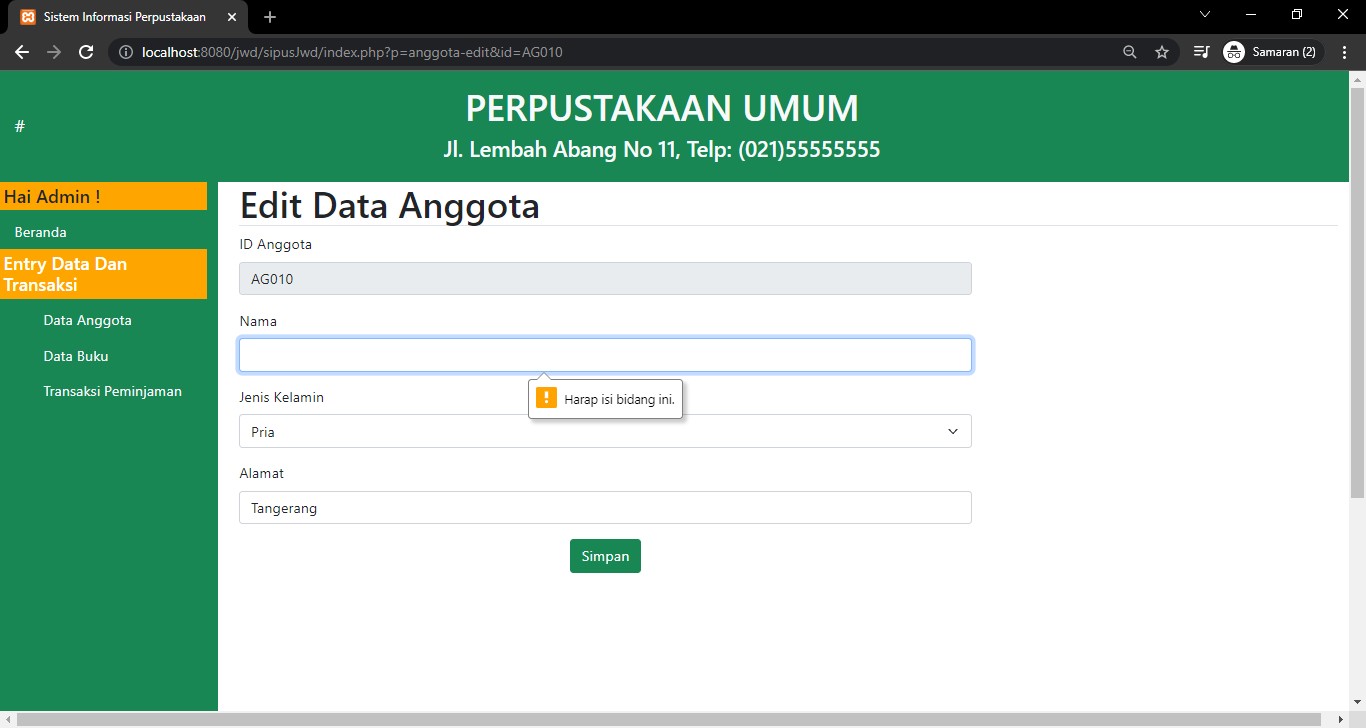 Sistem Informasi Perpustakaan
localhost:8080/jwd/sipusJwd/index.php?p=anggota-edit&id=AG010
Samaran (2)
#
PERPUSTAKAAN UMUM
Jl. Lembah Abang No 11, Telp: (021)55555555
Hai Admin !
Beranda
Entry Data Dan
Transaksi
Data Anggota
Data Buku
Transaksi Peminjaman
Edit Data Anggota
ID Anggota
AG010
Nama
Harap isi bidang ini.
Jenis Kelamin
Pria
Alamat
Tangerang
Simpan